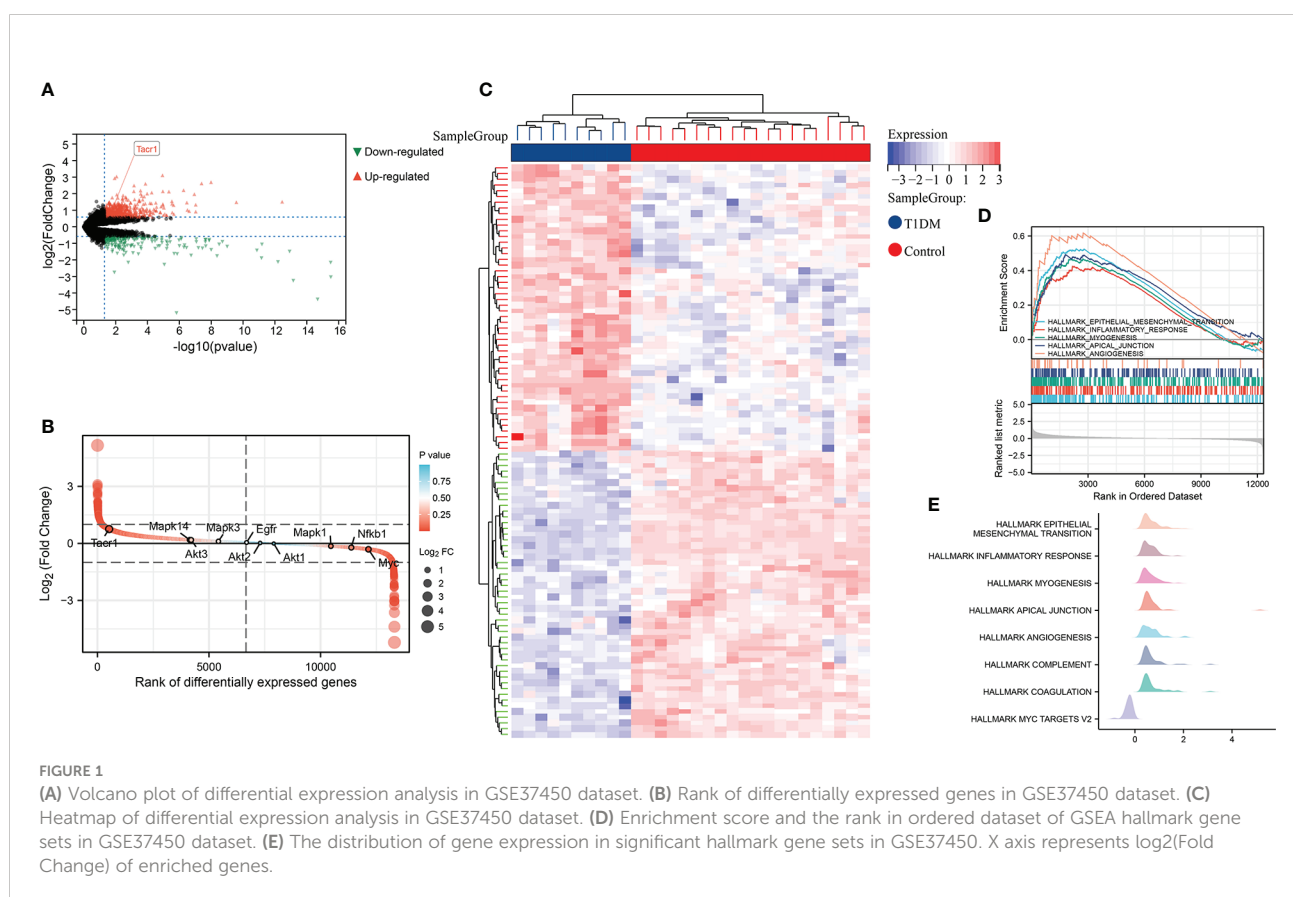 A
5
4
3
2
1
0
−1
−2
−3
−4
−5
log2(FoldChange)
Tacr1
0 2 4 6 8 10 12 14 16
-log10(pvalue)
Down-regulated
Up-regulated
B
3
0
−3
Log2 (Fold Change)
Tacr1
Mapk14
Akt3
Mapk3
Egfr
Akt2
Akt1
Mapk1
Nfkb1
Myc
0 5000 10000
Rank of differentially expressed genes
P value
0.75
0.50
0.25
Log2 FC
1
2
3
4
5
C
SampleGroup
Expression
−3 −2 −1 0 1 2 3
SampleGroup:
T1DM
Control
D
0.6
0.4
0.2
0.0
Enrichment Score
HALLMARK_EPITHELIAL_MESENCHYMAL_TRANSITION
HALLMARK_INFLAMMATORY_RESPONSE
HALLMARK_MYOGENESIS
HALLMARK_APICAL_JUNCTION
HALLMARK_ANGIOGENESIS
5.0
2.5
0.0
−2.5
−5.0
Ranked list metric
3000 6000 9000 12000
Rank in Ordered Dataset
E
HALLMARK EPITHELIAL
MESENCHYMAL TRANSITION
HALLMARK INFLAMMATORY RESPONSE
HALLMARK MYOGENESIS
HALLMARK APICAL JUNCTION
HALLMARK ANGIOGENESIS
HALLMARK COMPLEMENT
HALLMARK COAGULATION
HALLMARK MYC TARGETS V2
0 2 4
FIGURE 1
(A) Volcano plot of differential expression analysis in GSE37450 dataset. (B) Rank of differentially expressed genes in GSE37450 dataset. (C)
Heatmap of differential expression analysis in GSE37450 dataset. (D) Enrichment score and the rank in ordered dataset of GSEA hallmark gene
sets in GSE37450 dataset. (E) The distribution of gene expression in significant hallmark gene sets in GSE37450. X axis represents log2(Fold
Change) of enriched genes.